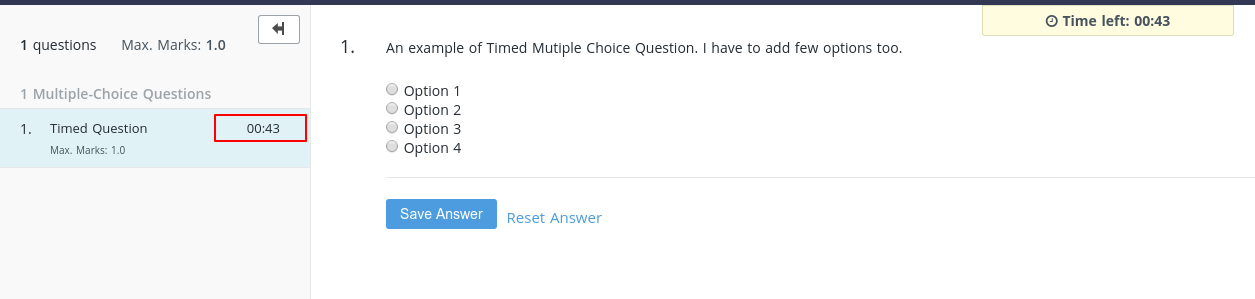 1 questions Max. Marks: 1.0
1 Multiple-Choice Questions
1. Timed Question 00:43
Max. Marks: 1.0
Time left: 00:43
1. An example of Timed Mutiple Choice Question. I have to add few options too.
Option 1
Option 2
Option 3
Option 4
Save Answer Reset Answer